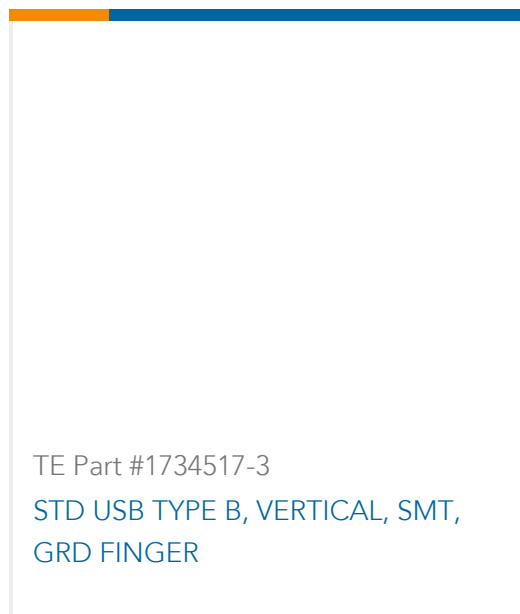 TE Part #1734517-3
STD USB TYPE B, VERTICAL, SMT,
GRD FINGER